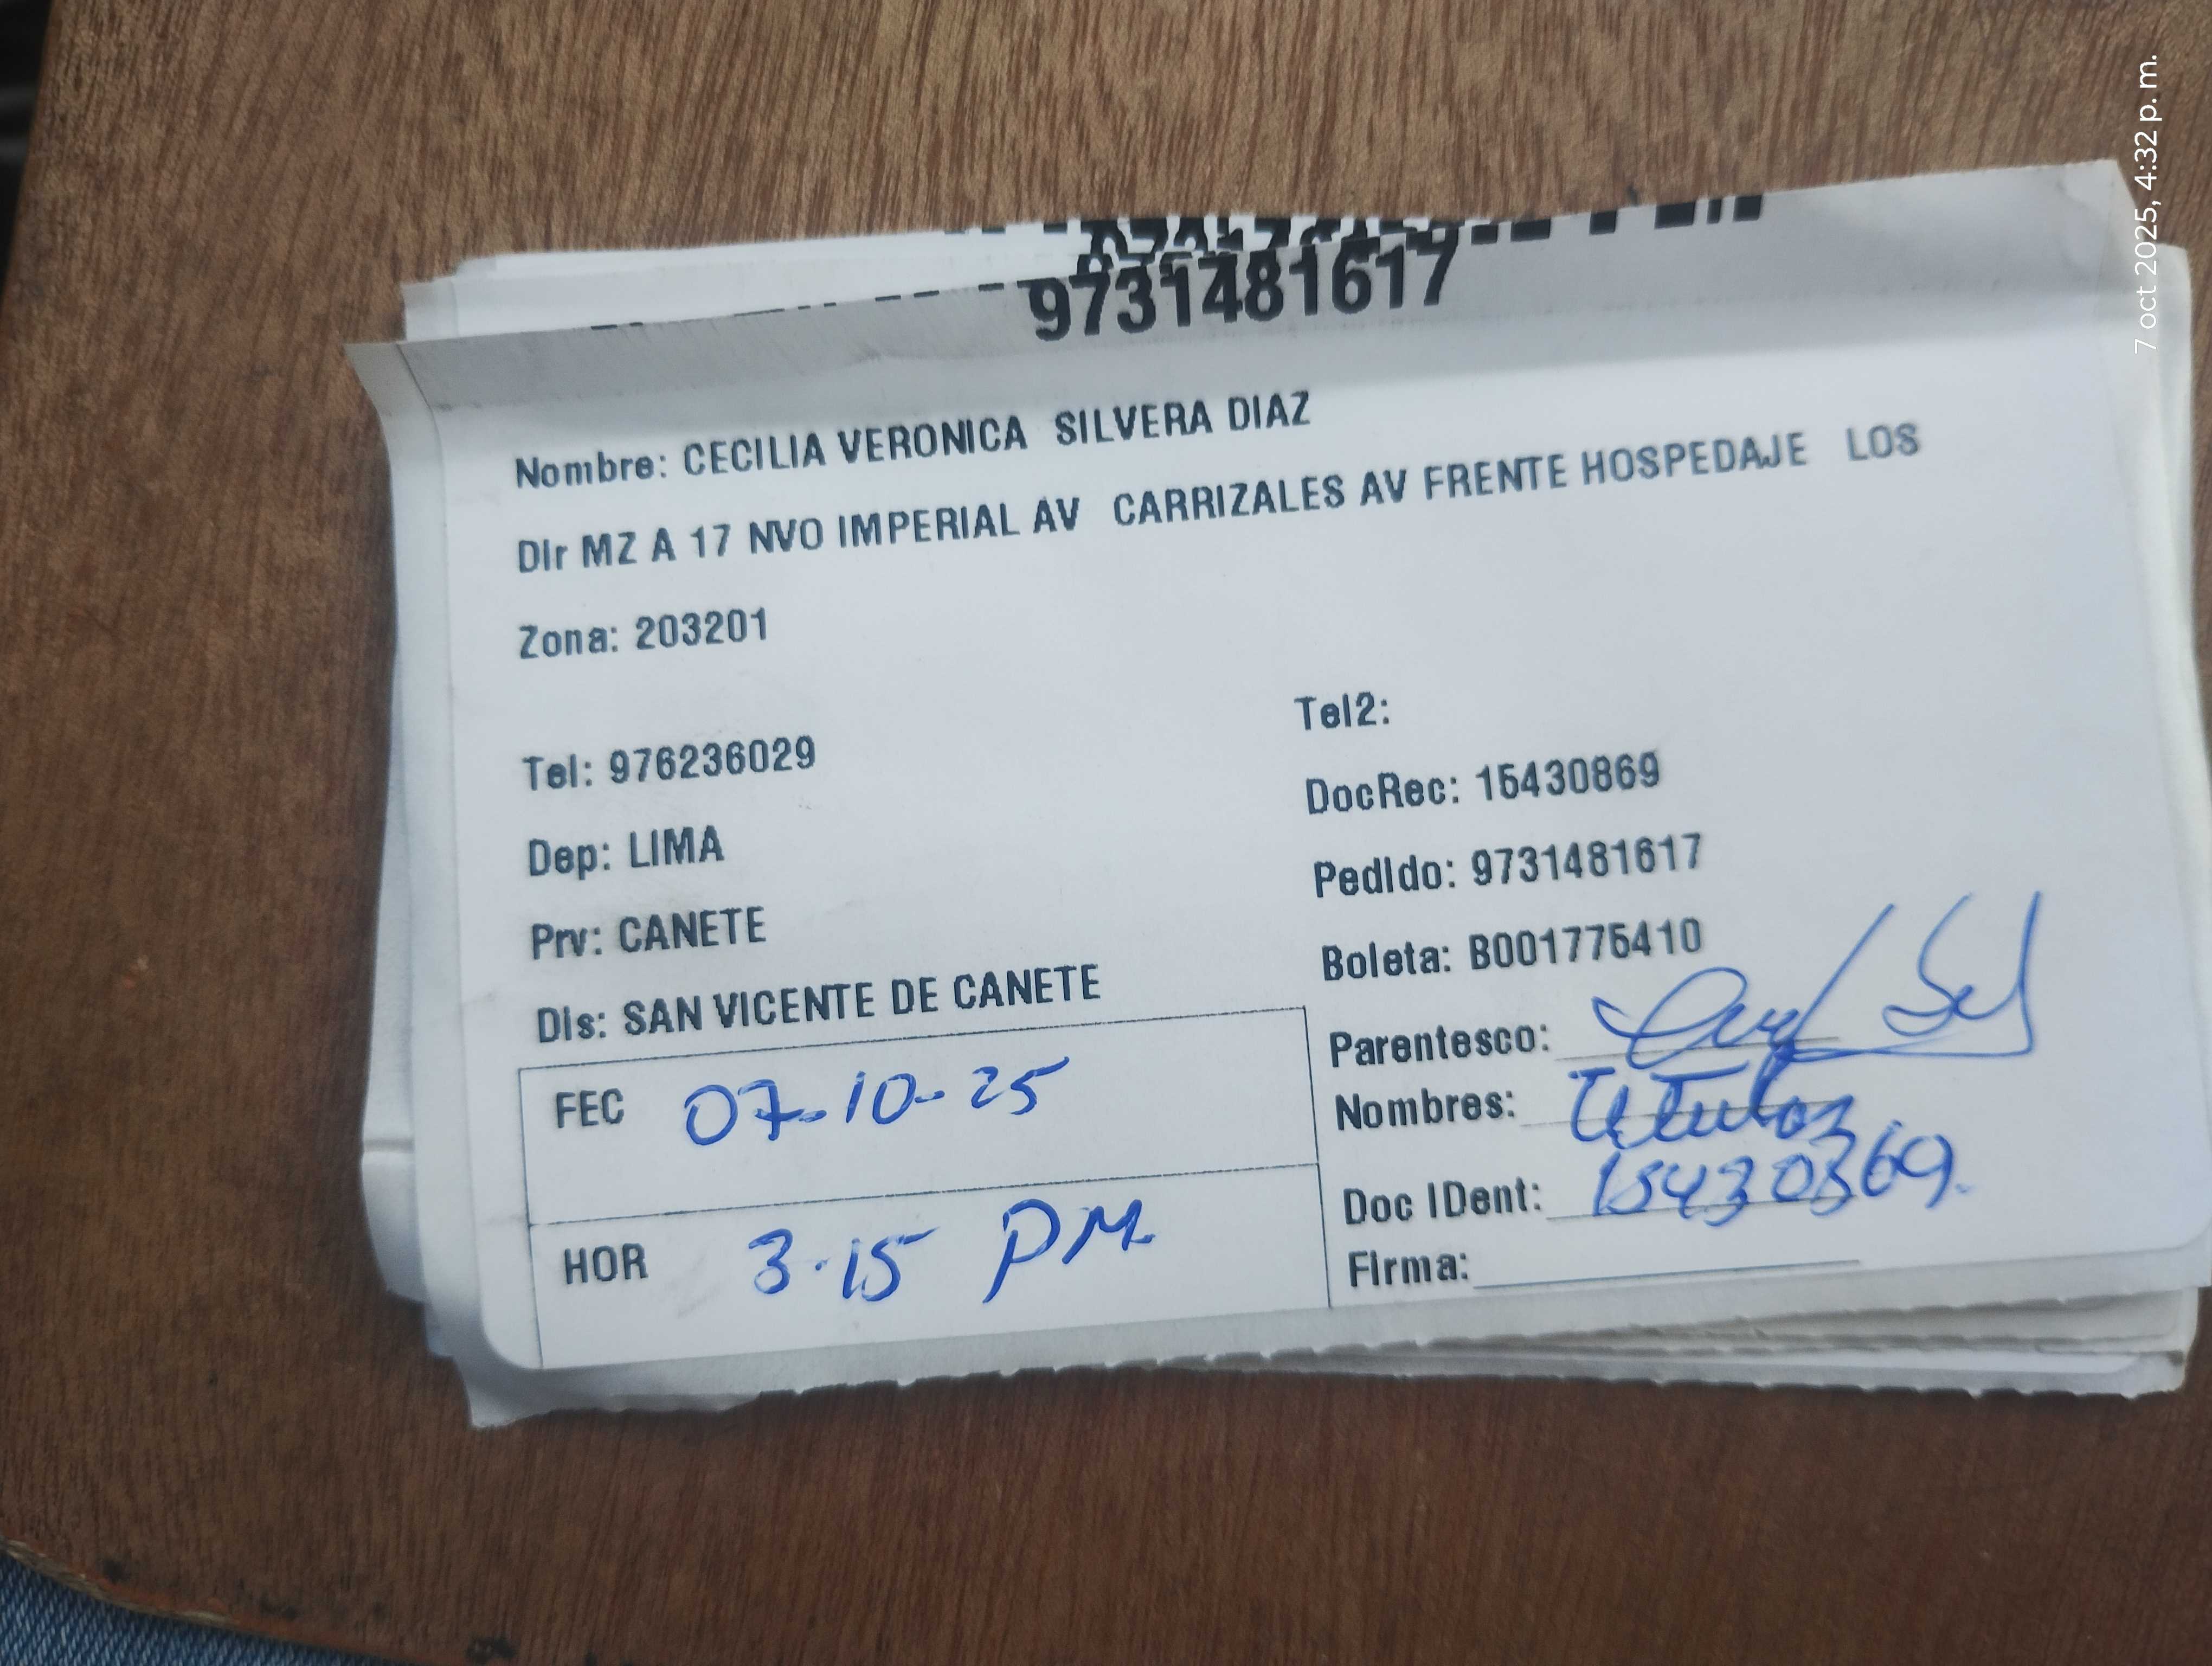 9731481617
Nombre: CECILIA VERONICA SILVERA DIAZ
Dir MZ A 17 NVO IMPERIAL AV CARRIZALES AV FRENTE HOSPEDAJE LOS
Zona: 203201
Tel: 976236029
Tel2:
Dep: LIMA
DocRec: 15430869
Prv: CANETE
Pedido: 9731481617
Dis: SAN VICENTE DE CANETE
Boleta: B001775410
FEC 07-10-25
Parentesco:
Nombres: Titular
HOR 3.15 PM
Doc IDent: 15430869.
Firma:
7 oct 2025, 4:32 p. m.